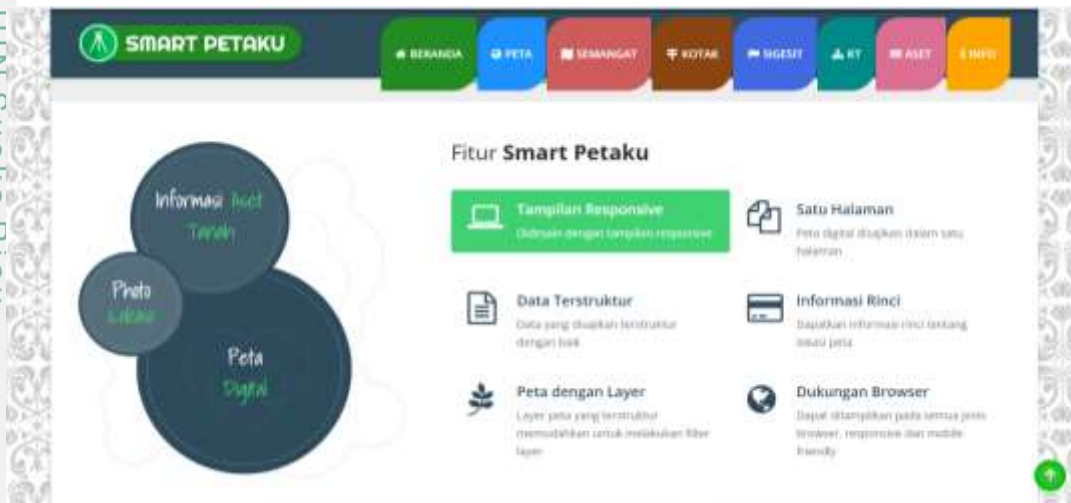 SMART PETAKU
BERANDA
PETA
SEMANGAT
KOTAK
SIGESIT
RT
ASET
INFO
Informasi Aset
Tanah
Photo
Lokasi
Peta
Digital
Fitur Smart Petaku
Tampilan Responsive
Didesain dengan tampilan responsive
Satu Halaman
Peta digital disajikan dalam satu
halaman
Data Terstruktur
Data yang disajikan terstruktur
dengan baik
Informasi Rinci
Dapatkan informasi rinci tentang
lokasi peta
Peta dengan Layer
Layer peta yang terstruktur
memudahkan untuk melakukan filter
layer
Dukungan Browser
Dapat ditampilkan pada semua jenis
browser, responsive dan mobile
friendly